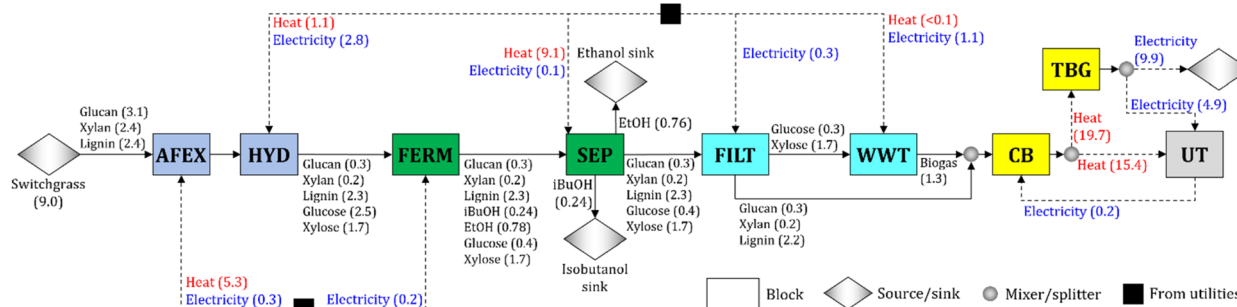 Heat (1.1)
Electricity (2.8)
Heat (9.1)
Electricity (0.1)
Ethanol sink
Electricity (0.3)
Heat (<0.1)
Electricity (1.1)
Electricity
(9.9)
TBG
Electricity (4.9)
Glucan (3.1)
Xylan (2.4)
Lignin (2.4)
EtOH (0.76)
Glucose (0.3)
Xylose (1.7)
Heat
(19.7)
AFEX
HYD
FERM
SEP
FILT
WWT
CB
UT
Switchgrass
(9.0)
Glucan (0.3)
Xylan (0.2)
Lignin (2.3)
Glucose (2.5)
Xylose (1.7)
Glucan (0.3)
Xylan (0.2)
Lignin (2.3)
iBuOH (0.24)
EtOH (0.78)
Glucose (0.4)
Xylose (1.7)
iBuOH
(0.24)
Glucan (0.3)
Xylan (0.2)
Lignin (2.3)
Glucose (0.4)
Xylose (1.7)
Biogas
(1.3)
Heat (15.4)
Electricity (0.2)
Glucan (0.3)
Xylan (0.2)
Lignin (2.2)
Isobutanol
sink
Heat (5.3)
Electricity (0.3)
Electricity (0.2)
Block
Source/sink
Mixer/splitter
From utilities